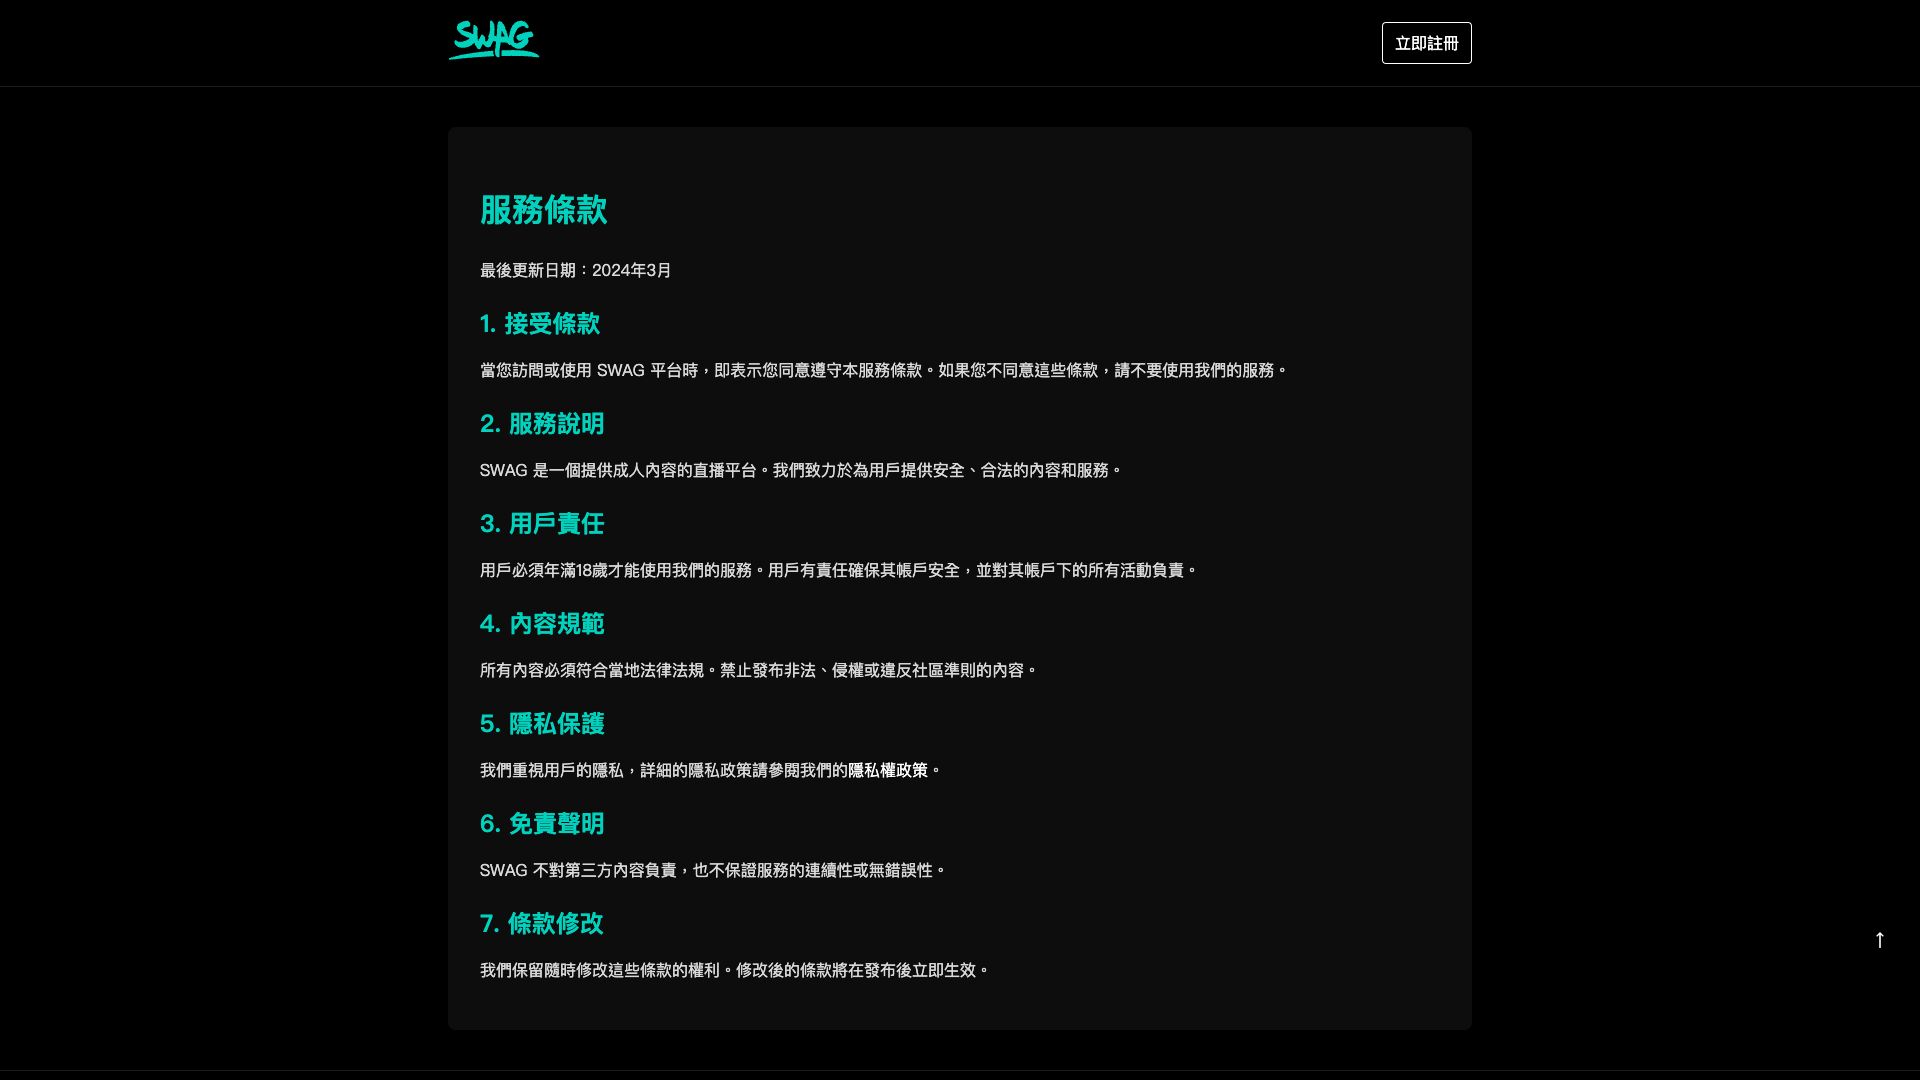 SWAG
立即註冊
服務條款
最後更新日期：2024年3月
1. 接受條款
當您訪問或使用 SWAG 平台時，即表示您同意遵守本服務條款。如果您不同意這些條款，請不要使用我們的服務。
2. 服務說明
SWAG 是一個提供成人內容的直播平台。我們致力於為用戶提供安全、合法的內容和服務。
3. 用戶責任
用戶必須年滿18歲才能使用我們的服務。用戶有責任確保其帳戶安全，並對其帳戶下的所有活動負責。
4. 內容規範
所有內容必須符合當地法律法規。禁止發布非法、侵權或違反社區準則的內容。
5. 隱私保護
我們重視用戶的隱私，詳細的隱私政策請參閱我們的隱私權政策。
6. 免責聲明
SWAG 不對第三方內容負責，也不保證服務的連續性或無錯誤性。
7. 條款修改
我們保留隨時修改這些條款的權利。修改後的條款將在發布後立即生效。
↑